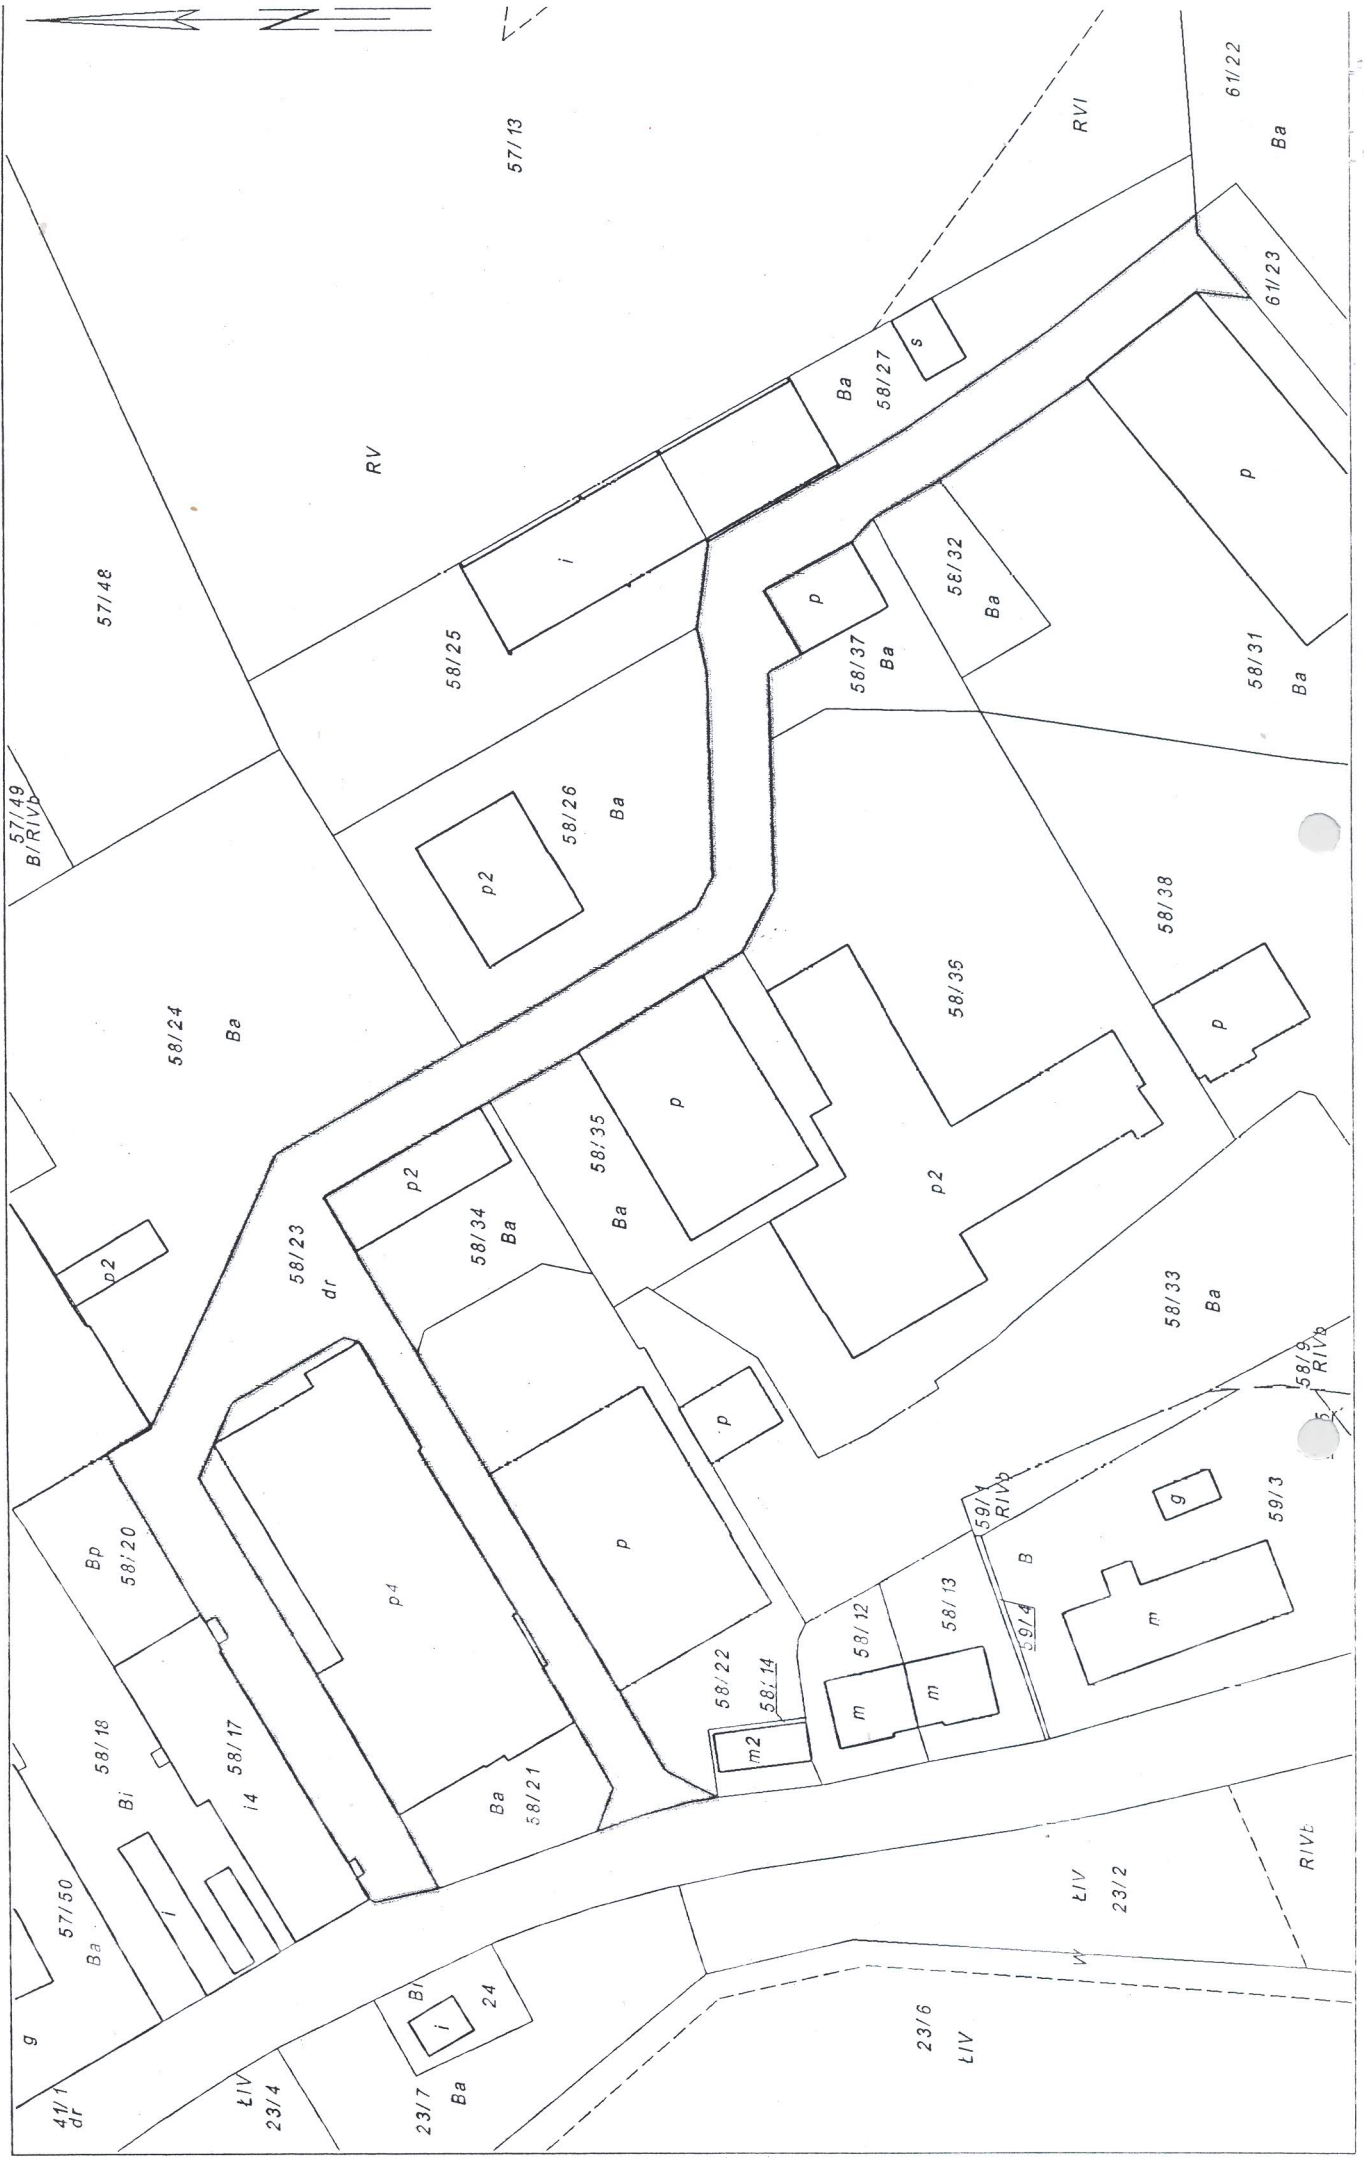 N
57/13
61/22
Ba
RVI
61/23
57/48
RV
Ba
58/27
s
i
p
58/25
58/32
Ba
p
58/37
Ba
58/31
Ba
57/49
B/RIVb
p2
58/26
Ba
58/38
58/24
Ba
58/36
p
p
p2
58/35
Ba
p2
p2
58/34
Ba
58/23
dr
58/33
Ba
58/9
RIVb
p
59/1
RIVb
g
59/3
Bp
58/20
p4
p
B
59/4
m
58/13
58/12
58/22
58/14
m
m
m2
58/18
Bi
58/17
i4
Ba
58/21
57/50
Ba
i
ŁIV
23/2
RIVb
W
Bi
24
i
g
41/1
dr
ŁIV
23/4
23/7
Ba
23/6
ŁIV